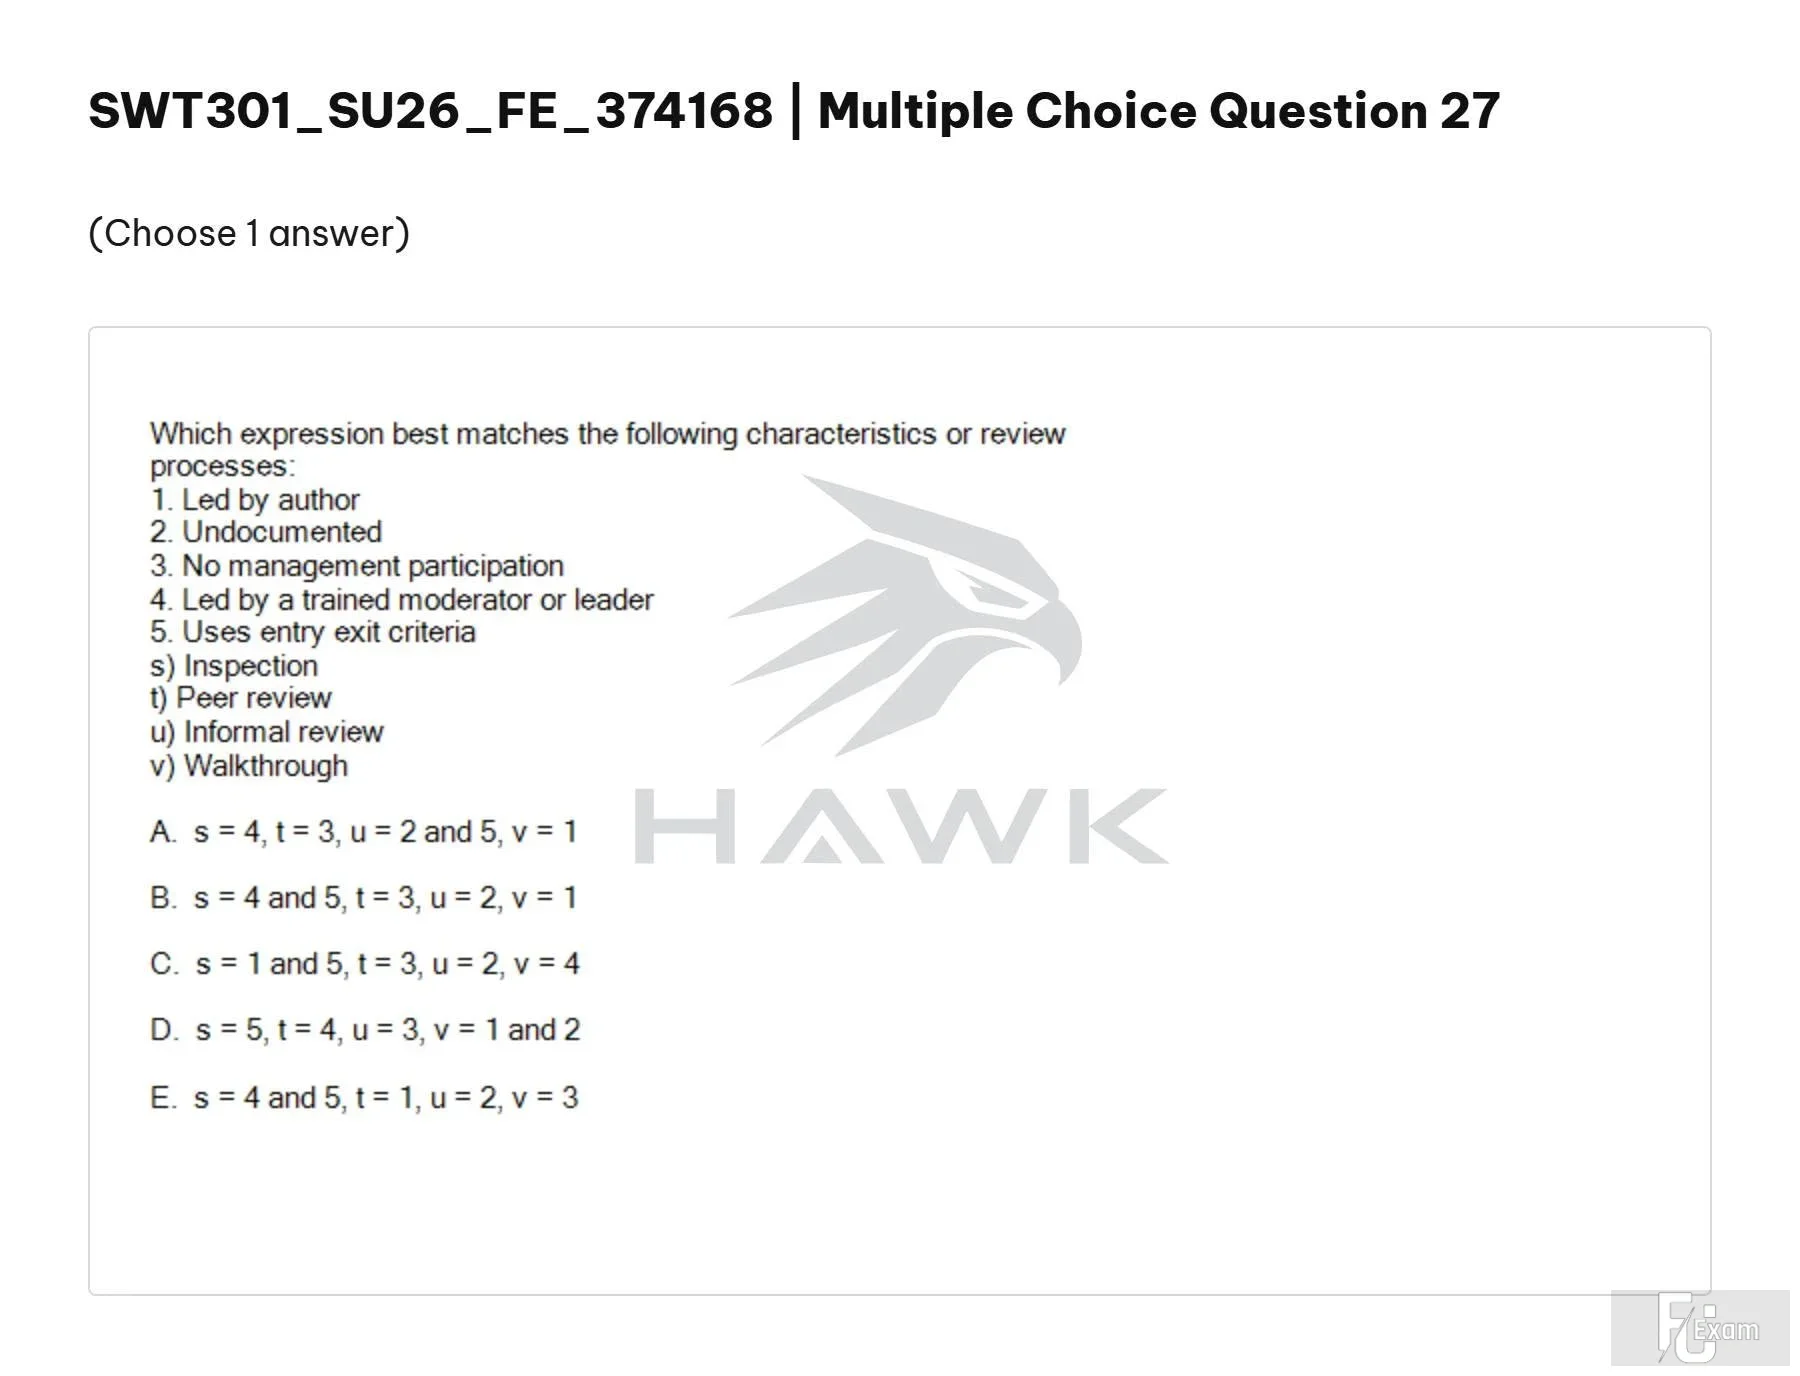 SWT301_SU26_FE_374168 | Multiple Choice Question 27
(Choose 1 answer)
Which expression best matches the following characteristics or review
processes:
1. Led by author
2. Undocumented
3. No management participation
4. Led by a trained moderator or leader
5. Uses entry exit criteria
s) Inspection
t) Peer review
u) Informal review
v) Walkthrough
A. s = 4, t = 3, u = 2 and 5, v = 1
B. s = 4 and 5, t = 3, u = 2, v = 1
C. s = 1 and 5, t = 3, u = 2, v = 4
D. s = 5, t = 4, u = 3, v = 1 and 2
E. s = 4 and 5, t = 1, u = 2, v = 3
HAWK
FU Exam